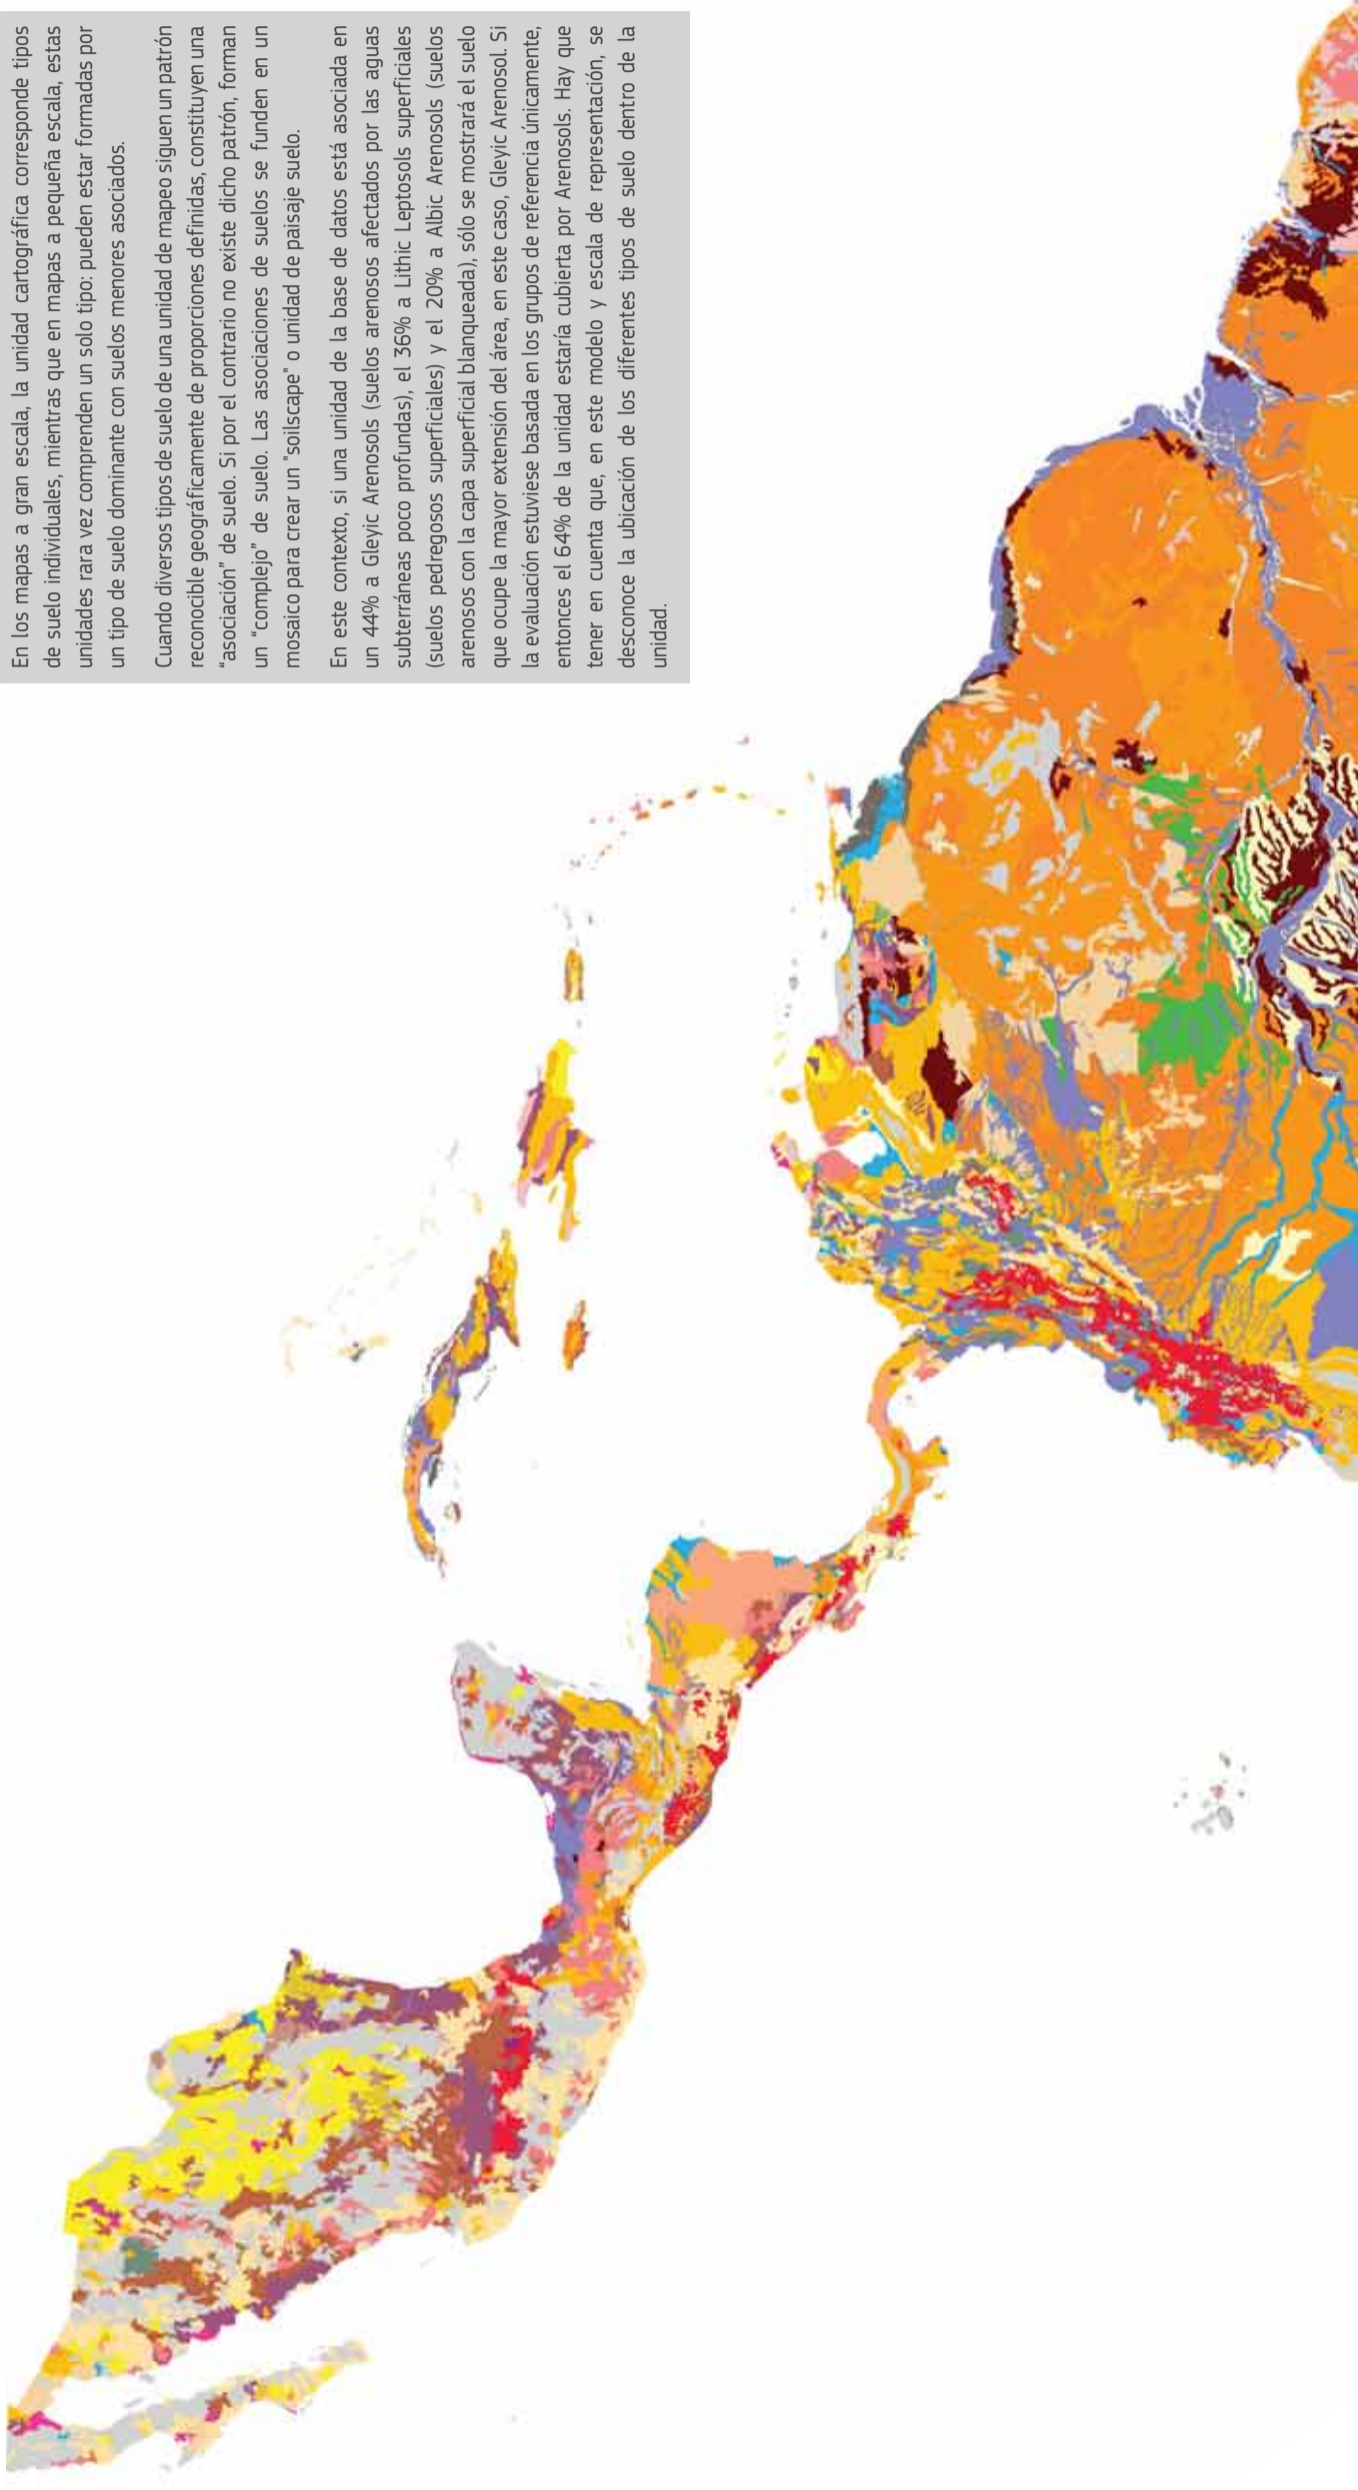 En los mapas a gran escala, la unidad cartográfica corresponde tipos
de suelo individuales, mientras que en mapas a pequeña escala, estas
unidades rara vez comprenden un solo tipo: pueden estar formadas por
un tipo de suelo dominante con suelos menores asociados.
Cuando diversos tipos de suelo de una unidad de mapeo siguen un patrón
reconocible geográficamente de proporciones definidas, constituyen una
"asociación" de suelo. Si por el contrario no existe dicho patrón, forman
un "complejo" de suelo. Las asociaciones de suelos se funden en un
mosaico para crear un "soilscape" o unidad de paisaje suelo.
En este contexto, si una unidad de la base de datos está asociada en
un 44% a Gleyic Arenosols (suelos arenosos afectados por las aguas
subterráneas poco profundas), el 36% a Lithic Leptosols superficiales
(suelos pedregosos superficiales) y el 20% a Albic Arenosols (suelos
arenosos con la capa superficial blanqueada), sólo se mostrará el suelo
que ocupe la mayor extensión del área, en este caso, Gleyic Arenosol. Si
la evaluación estuviese basada en los grupos de referencia únicamente,
entonces el 64% de la unidad estaría cubierta por Arenosols. Hay que
tener en cuenta que, en este modelo y escala de representación, se
desconoce la ubicación de los diferentes tipos de suelo dentro de la
unidad.